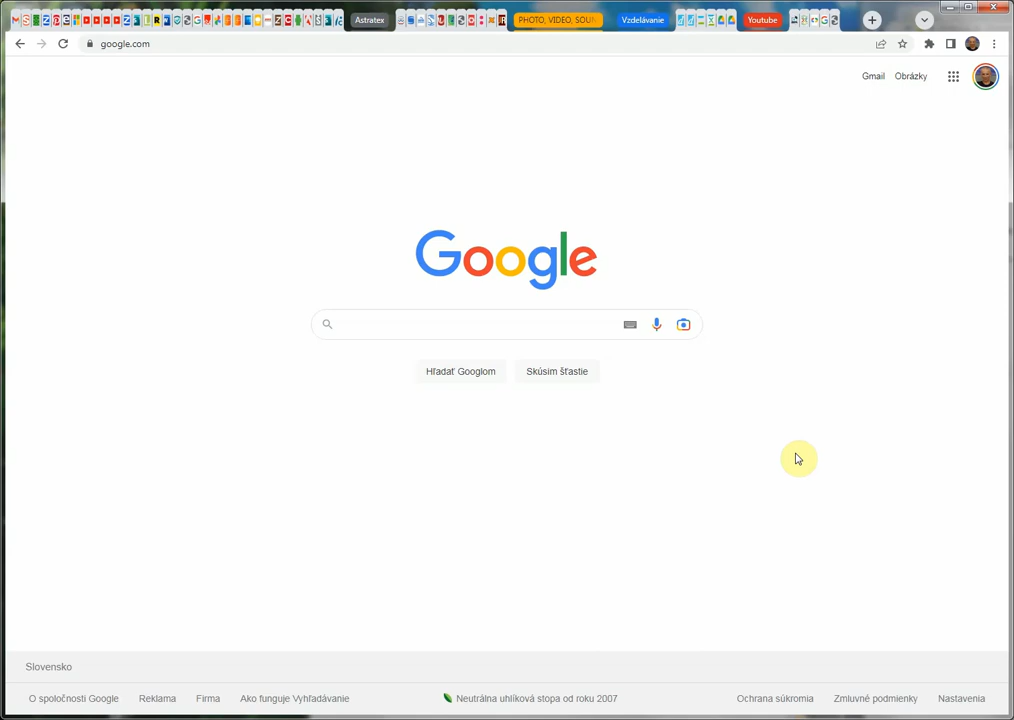 Astratex
PHOTO, VIDEO, SOU
Vzdelávanie
Youtube
google.com
Gmail
Obrázky
Google
Hľadať Googlom
Skúsim šťastie
Slovensko
O spoločnosti Google
Reklama
Firma
Ako funguje Vyhľadávanie
Neutrálna uhlíková stopa od roku 2007
Ochrana súkromia
Zmluvné podmienky
Nastavenia